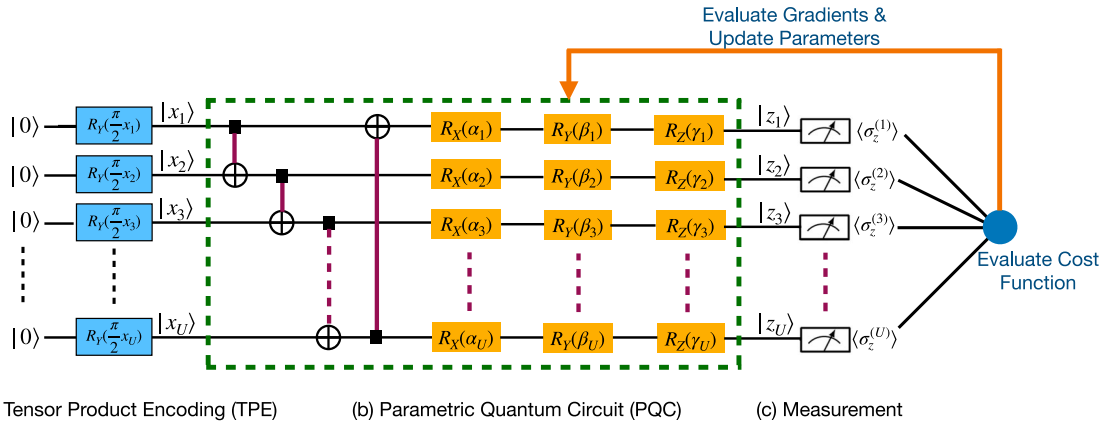 Evaluate Gradients &
Update Parameters
|0⟩ R_Y(π/2 x_1) |x_1⟩ R_X(α_1) R_Y(β_1) R_Z(γ_1) |z_1⟩ ⟨σ_z^(1)⟩
|0⟩ R_Y(π/2 x_2) |x_2⟩ R_X(α_2) R_Y(β_2) R_Z(γ_2) |z_2⟩ ⟨σ_z^(2)⟩
|0⟩ R_Y(π/2 x_3) |x_3⟩ R_X(α_3) R_Y(β_3) R_Z(γ_3) |z_3⟩ ⟨σ_z^(3)⟩
Evaluate Cost
Function
|0⟩ R_Y(π/2 x_U) |x_U⟩ R_X(α_U) R_Y(β_U) R_Z(γ_U) |z_U⟩ ⟨σ_z^(U)⟩
Tensor Product Encoding (TPE) (b) Parametric Quantum Circuit (PQC) (c) Measurement